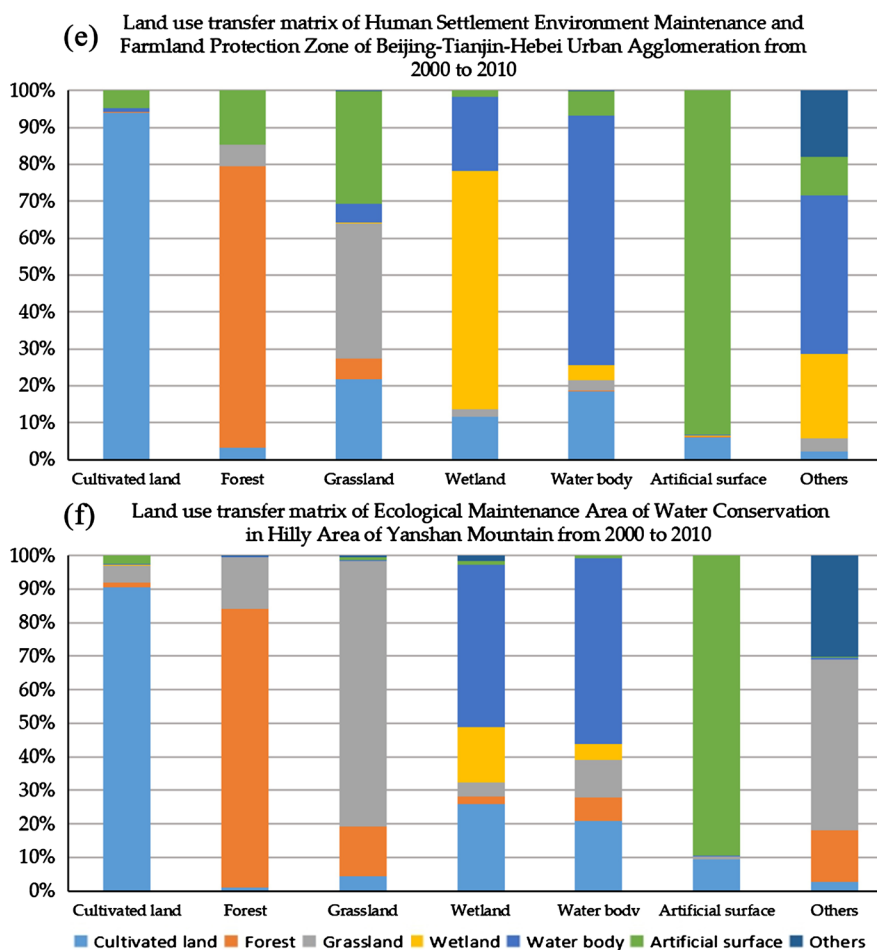 (e) Land use transfer matrix of Human Settlement Environment Maintenance and
Farmland Protection Zone of Beijing-Tianjin-Hebei Urban Agglomeration from
2000 to 2010
100%
90%
80%
70%
60%
50%
40%
30%
20%
10%
0%
Cultivated land Forest Grassland Wetland Water body Artificial surface Others
(f) Land use transfer matrix of Ecological Maintenance Area of Water Conservation
in Hilly Area of Yanshan Mountain from 2000 to 2010
100%
90%
80%
70%
60%
50%
40%
30%
20%
10%
0%
Cultivated land Forest Grassland Wetland Water body Artificial surface Others
Cultivated land Forest Grassland Wetland Water body Artificial surface Others